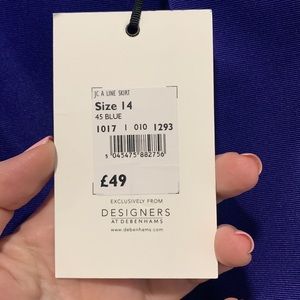 JC A LINE SKIRT
Size 14
45 BLUE
1017 1 010 1293
5 045475 882756
£49
EXCLUSIVELY FROM
DESIGNERS
AT DEBENHAMS
www.debenhams.com